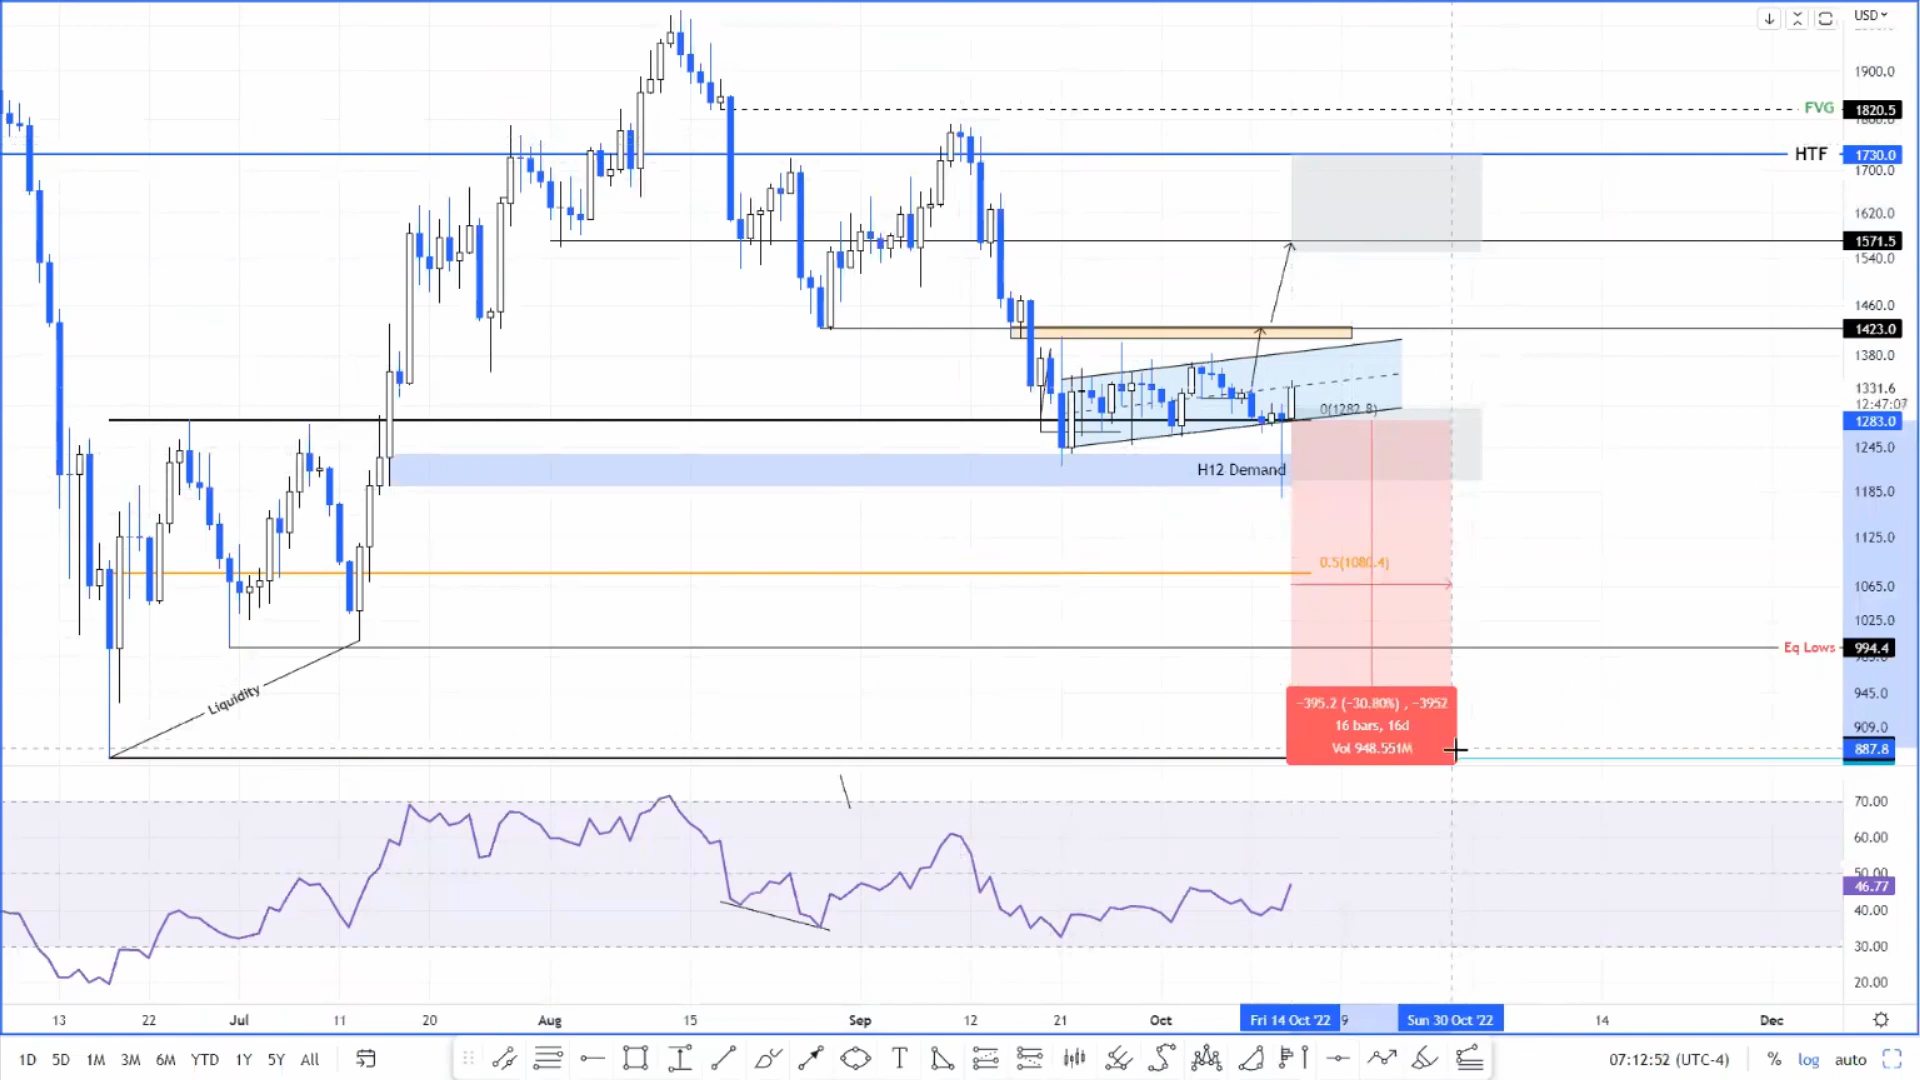 USD
1900.0
FVG
1820.5
HTF
1730.0
1700.0
1620.0
1571.5
1540.0
1460.0
1423.0
1380.0
1331.6
12:47:07
0(1282.8)
1283.0
1245.0
H12 Demand
1185.0
1125.0
0.5(1080.4)
1065.0
1025.0
Eq Lows
994.4
Liquidity
945.0
-395.2 (-30.80%) , -3952
16 bars, 16d
Vol 948.551M
909.0
887.8
70.00
60.00
50.00
46.77
40.00
30.00
20.00
13 22 Jul 11 20 Aug 15 Sep 12 21 Oct Fri 14 Oct '22 9 Sun 30 Oct '22 14 Dec
1D 5D 1M 3M 6M YTD 1Y 5Y All 07:12:52 (UTC-4) % log auto